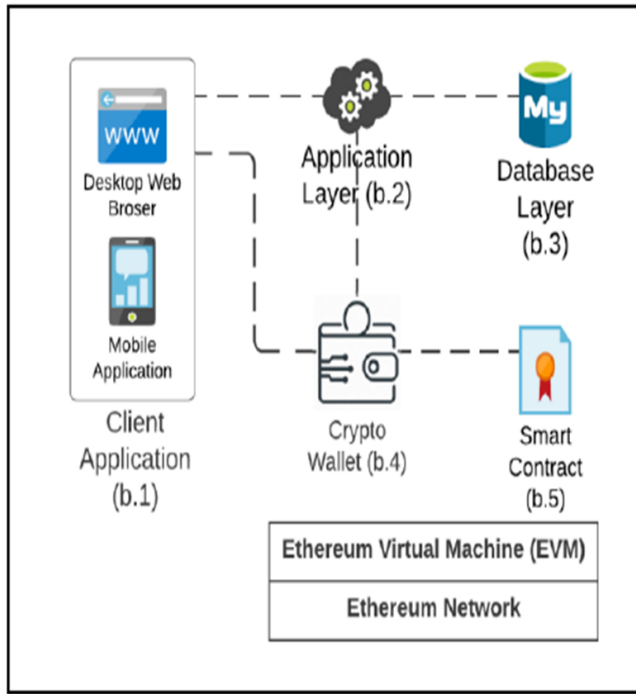 WWW
Desktop Web
Broser
Mobile
Application
Client
Application
(b.1)
Application
Layer (b.2)
My
Database
Layer
(b.3)
Crypto
Wallet (b.4)
Smart
Contract
(b.5)
Ethereum Virtual Machine (EVM)
Ethereum Network